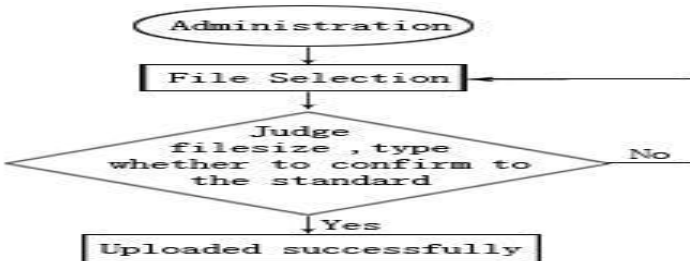 Administration
File Selection
Judge
filesize ,type
whether to confirm to
the standard
No
Yes
Uploaded successfully